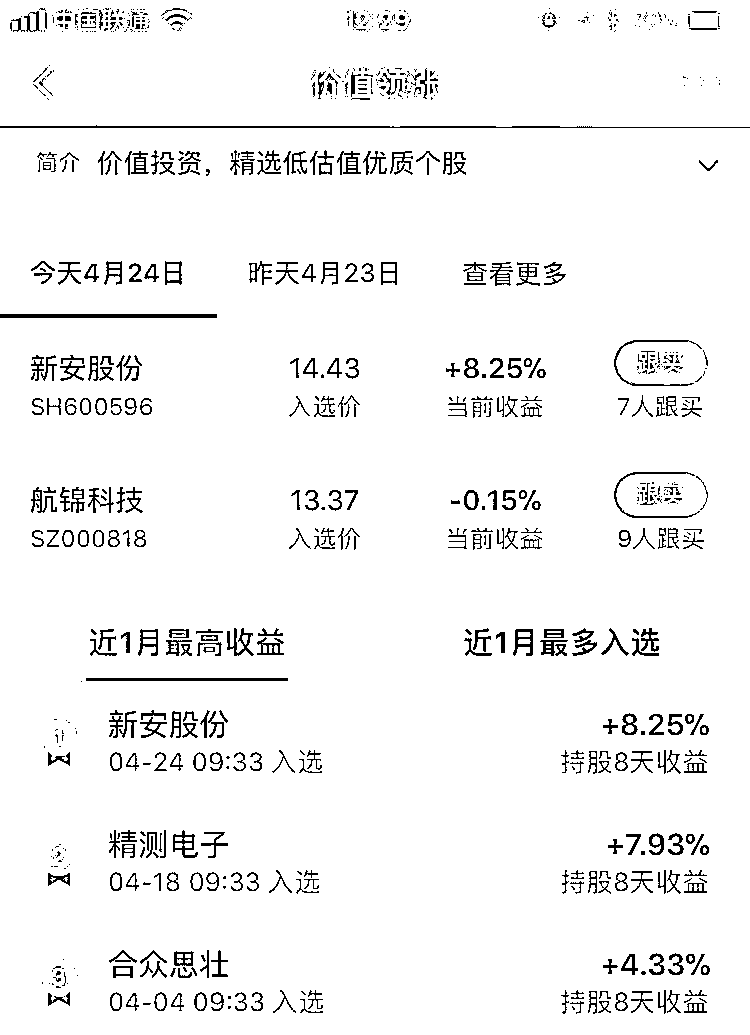 中国联通
价值领涨
简介 价值投资，精选低估值优质个股
今天4月24日 昨天4月23日 查看更多
新安股份 14.43 +8.25% 跟买
SH600596 入选价 当前收益 7人跟买
航锦科技 13.37 -0.15% 跟买
SZ000818 入选价 当前收益 9人跟买
近1月最高收益 近1月最多入选
新安股份 +8.25%
04-24 09:33 入选 持股8天收益
2 精测电子 +7.93%
04-18 09:33 入选 持股8天收益
3 合众思壮 +4.33%
04-04 09:33 入选 持股8天收益